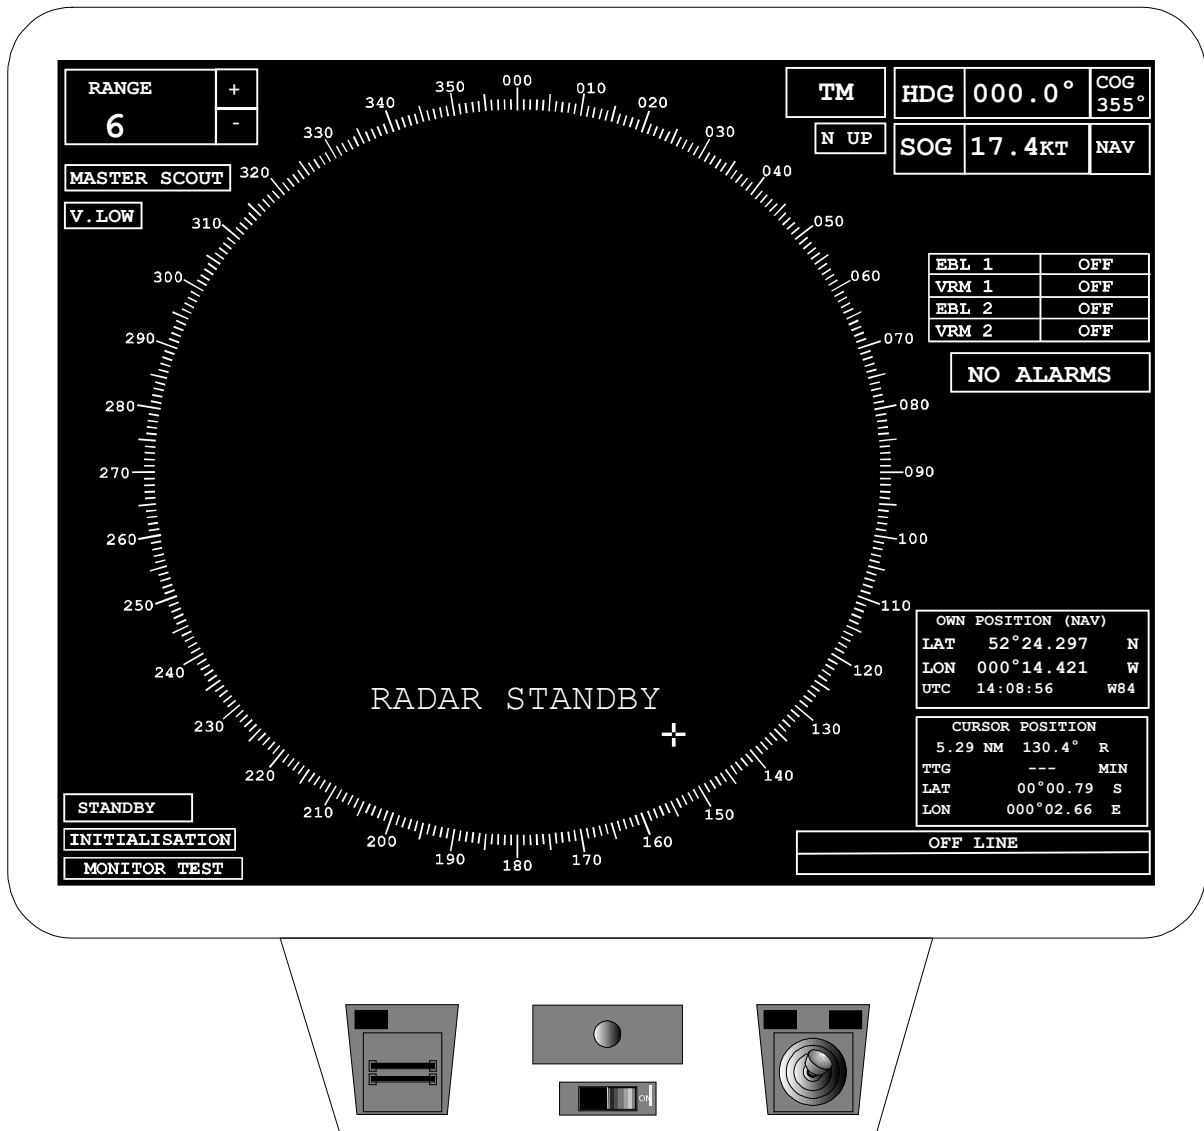 RANGE +
6 -
MASTER SCOUT
V.LOW
TM
N UP
HDG 000.0° COG 355°
SOG 17.4KT NAV
000
010
020
030
040
050
060
070
080
090
100
110
120
130
140
150
160
170
180
190
200
210
220
230
240
250
260
270
280
290
300
310
320
330
340
350
EBL 1 OFF
VRM 1 OFF
EBL 2 OFF
VRM 2 OFF
NO ALARMS
OWN POSITION (NAV)
LAT 52°24.297 N
LON 000°14.421 W
UTC 14:08:56 W84
RADAR STANDBY
CURSOR POSITION
5.29 NM 130.4° R
TTG --- MIN
LAT 00°00.79 S
LON 000°02.66 E
STANDBY
INITIALISATION
MONITOR TEST
OFF LINE
ON